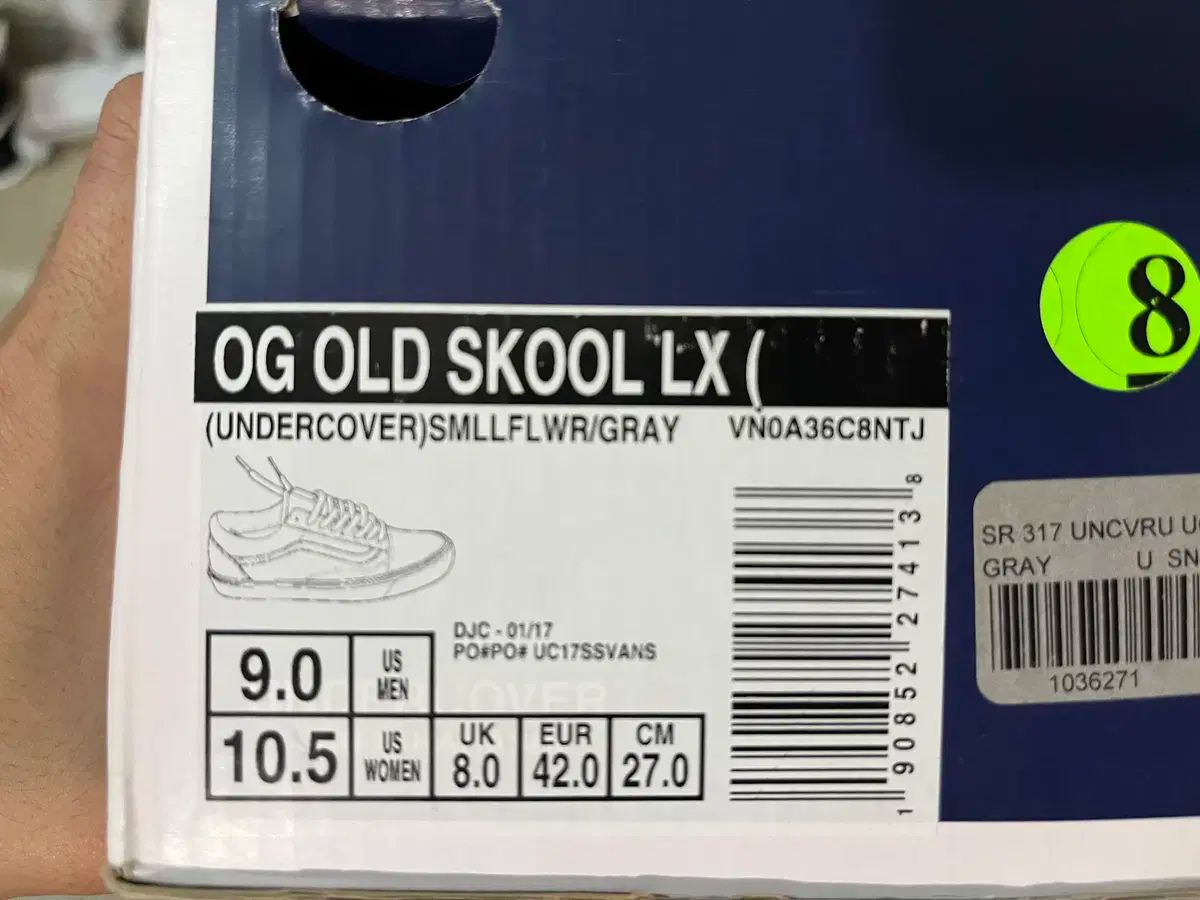 8
OG OLD SKOOL LX (
(UNDERCOVER)SMLLFLWR/GRAY VN0A36C8NTJ
DJC - 01/17
PO#PO# UC17SSVANS
9.0 US MEN
10.5 US WOMEN
UK 8.0
EUR 42.0
CM 27.0
1 90852 27413 8
SR 317 UNCVRU
GRAY U
1036271